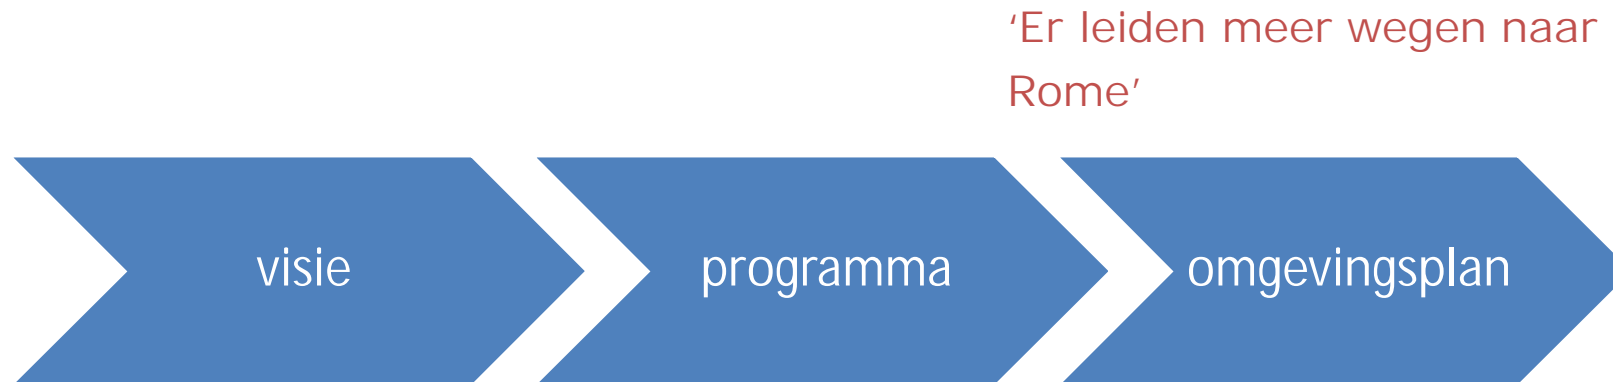 ‘Er leiden meer wegen naar
Rome’
visie
programma
omgevingsplan